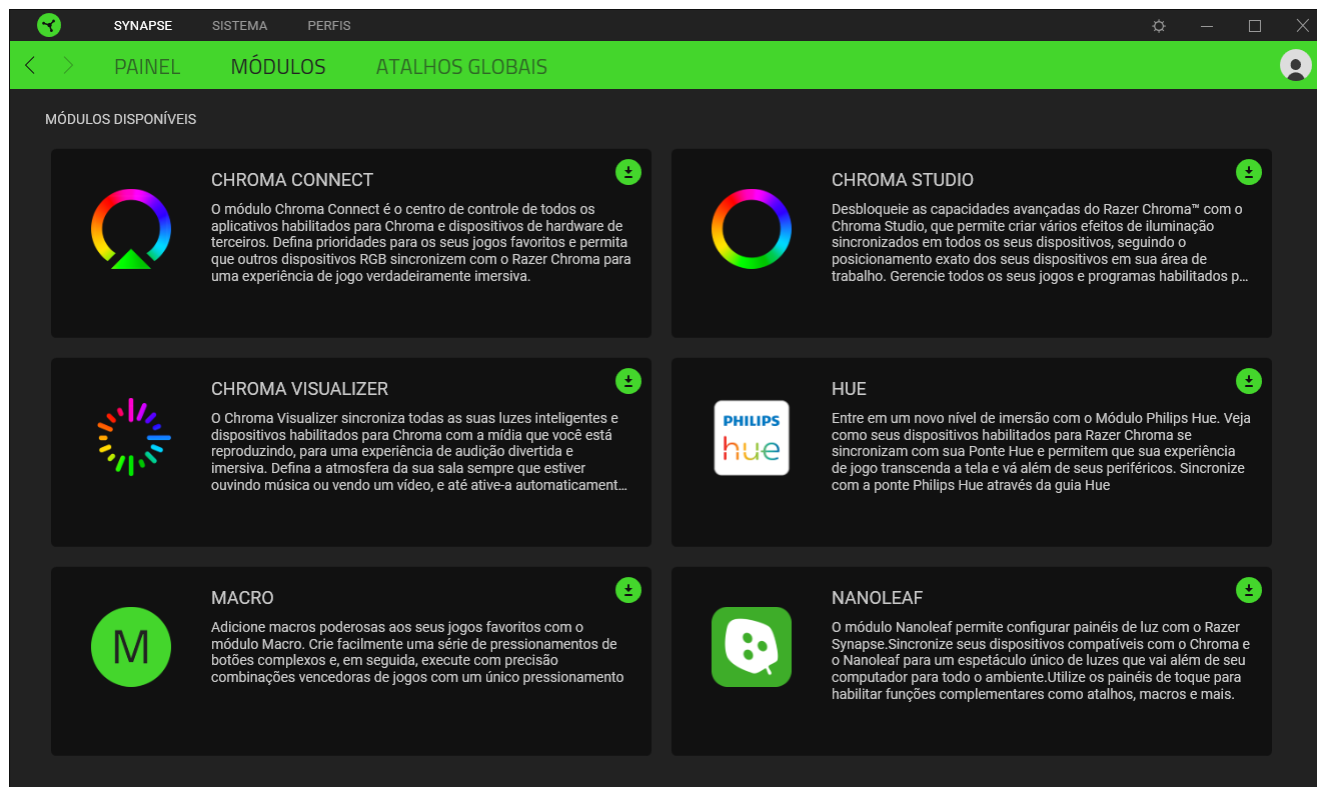 SYNAPSE SISTEMA PERFIS
PAINEL MÓDULOS ATALHOS GLOBAIS
MÓDULOS DISPONÍVEIS
CHROMA CONNECT
O módulo Chroma Connect é o centro de controle de todos os
aplicativos habilitados para Chroma e dispositivos de hardware de
terceiros. Defina prioridades para os seus jogos favoritos e permita
que outros dispositivos RGB sincronizem com o Razer Chroma para
uma experiência de jogo verdadeiramente imersiva.
CHROMA STUDIO
Desbloqueie as capacidades avançadas do Razer Chroma™ com o
Chroma Studio, que permite criar vários efeitos de iluminação
sincronizados em todos os seus dispositivos, seguindo o
posicionamento exato dos seus dispositivos em sua área de
trabalho. Gerencie todos os seus jogos e programas habilitados p...
CHROMA VISUALIZER
O Chroma Visualizer sincroniza todas as suas luzes inteligentes e
dispositivos habilitados para Chroma com a mídia que você está
reproduzindo, para uma experiência de audição divertida e
imersiva. Defina a atmosfera da sua sala sempre que estiver
ouvindo música ou vendo um vídeo, e até ative-a automaticament...
PHILIPS
hue
HUE
Entre em um novo nível de imersão com o Módulo Philips Hue. Veja
como seus dispositivos habilitados para Razer Chroma se
sincronizam com sua Ponte Hue e permitem que sua experiência
de jogo transcenda a tela e vá além de seus periféricos. Sincronize
com a ponte Philips Hue através da guia Hue
M
MACRO
Adicione macros poderosas aos seus jogos favoritos com o
módulo Macro. Crie facilmente uma série de pressionamentos de
botões complexos e, em seguida, execute com precisão
combinações vencedoras de jogos com um único pressionamento
NANOLEAF
O módulo Nanoleaf permite configurar painéis de luz com o Razer
Synapse.Sincronize seus dispositivos compatíveis com o Chroma e
o Nanoleaf para um espetáculo único de luzes que vai além de seu
computador para todo o ambiente.Utilize os painéis de toque para
habilitar funções complementares como atalhos, macros e mais.